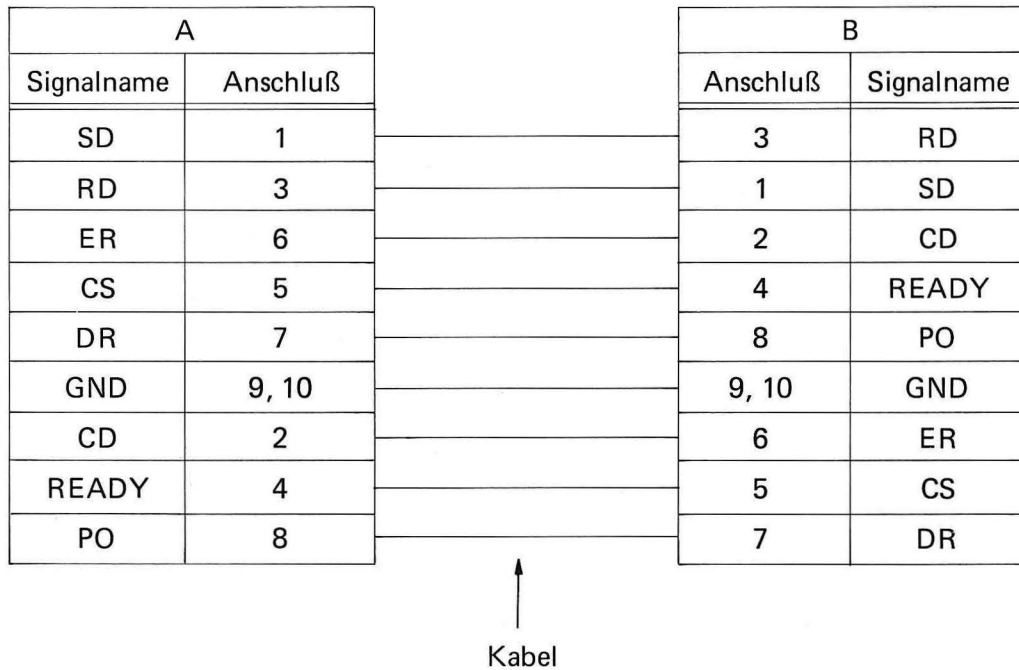 A B
Signalname Anschluß Anschluß Signalname
SD 1 3 RD
RD 3 1 SD
ER 6 2 CD
CS 5 4 READY
DR 7 8 PO
GND 9, 10 9, 10 GND
CD 2 6 ER
READY 4 5 CS
PO 8 7 DR
Kabel